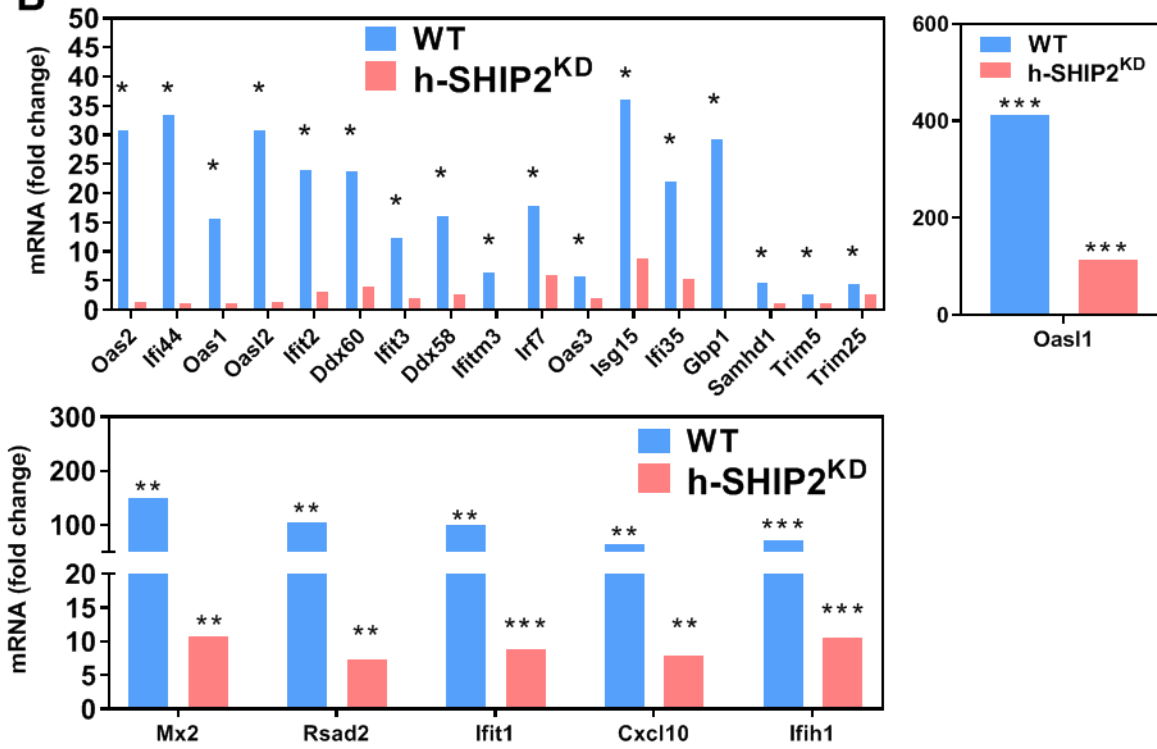 B
mRNA (fold change)
50
45
40
35
30
25
20
15
10
5
0
WT
h-SHIP2KD
* * * * * * * * * * * * * * * * *
Oas2 Ifi44 Oas1 Oasl2 Ifit2 Ddx60 Ifit3 Ddx58 Ifitm3 Irf7 Oas3 Isg15 Ifi35 Gbp1 Samhd1 Trim5 Trim25
600
400
200
0
WT
h-SHIP2KD
***
***
Oasl1
mRNA (fold change)
300
200
100
20
15
10
5
0
WT
h-SHIP2KD
** ** ** ** ***
** ** *** ** ***
Mx2 Rsad2 Ifit1 Cxcl10 Ifih1